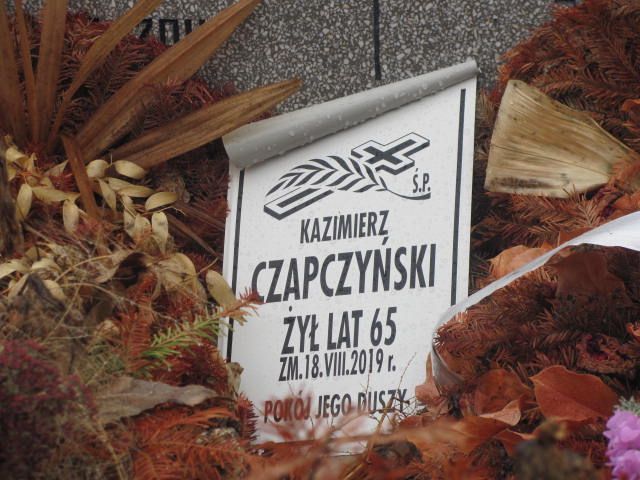 Ś.P.
KAZIMIERZ
CZAPCZYŃSKI
ŻYŁ LAT 65
ZM.18.VIII.2019 r.
POKÓJ JEGO DUSZY